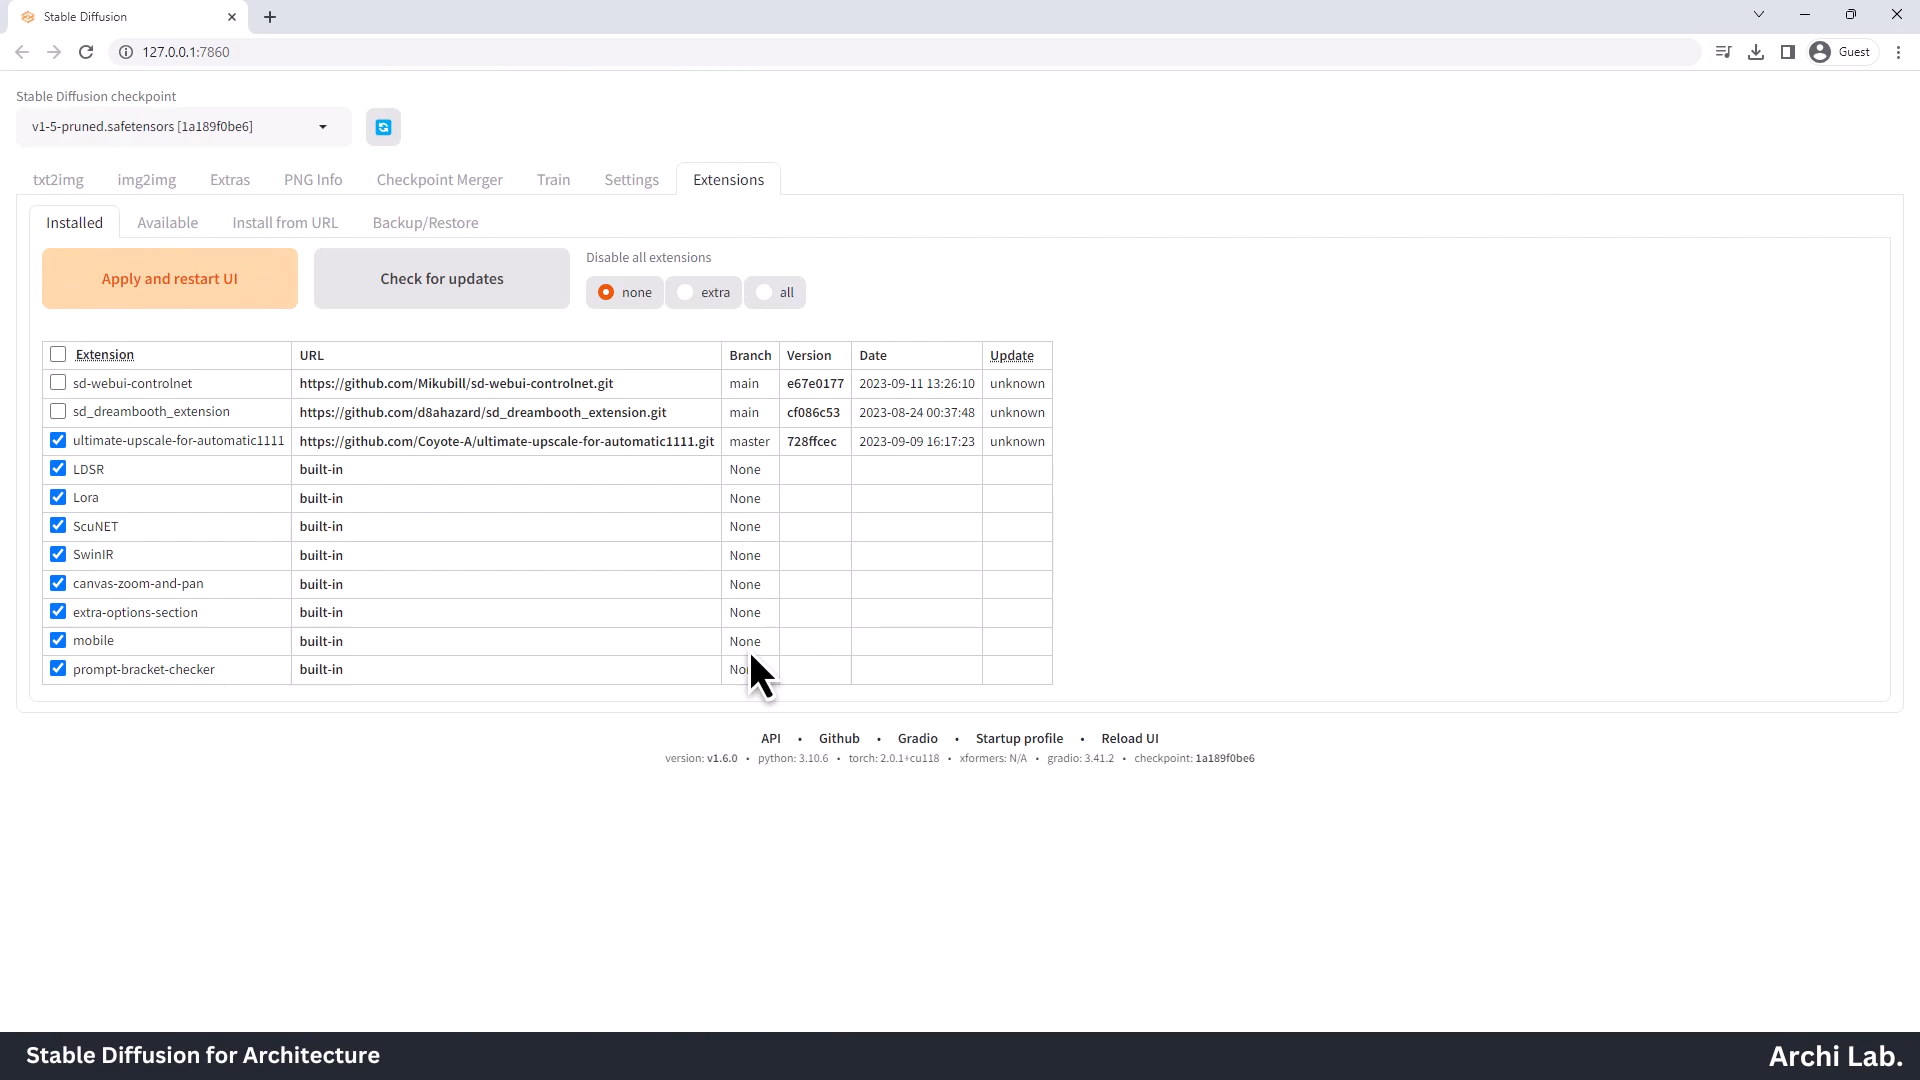 Stable Diffusion
127.0.0.1:7860
Guest
Stable Diffusion checkpoint
v1-5-pruned.safetensors [1a189f0be6]
txt2img img2img Extras PNG Info Checkpoint Merger Train Settings Extensions
Installed Available Install from URL Backup/Restore
Apply and restart UI Check for updates
Disable all extensions
none extra all
Extension URL Branch Version Date Update
sd-webui-controlnet https://github.com/Mikubill/sd-webui-controlnet.git main e67e0177 2023-09-11 13:26:10 unknown
sd_dreambooth_extension https://github.com/d8ahazard/sd_dreambooth_extension.git main cf086c53 2023-08-24 00:37:48 unknown
ultimate-upscale-for-automatic1111 https://github.com/Coyote-A/ultimate-upscale-for-automatic1111.git master 728ffcec 2023-09-09 16:17:23 unknown
LDSR built-in None
Lora built-in None
ScuNET built-in None
SwinIR built-in None
canvas-zoom-and-pan built-in None
extra-options-section built-in None
mobile built-in None
prompt-bracket-checker built-in
API • Github • Gradio • Startup profile • Reload UI
version: v1.6.0 • python: 3.10.6 • torch: 2.0.1+cu118 • xformers: N/A • gradio: 3.41.2 • checkpoint: 1a189f0be6
Stable Diffusion for Architecture
Archi Lab.